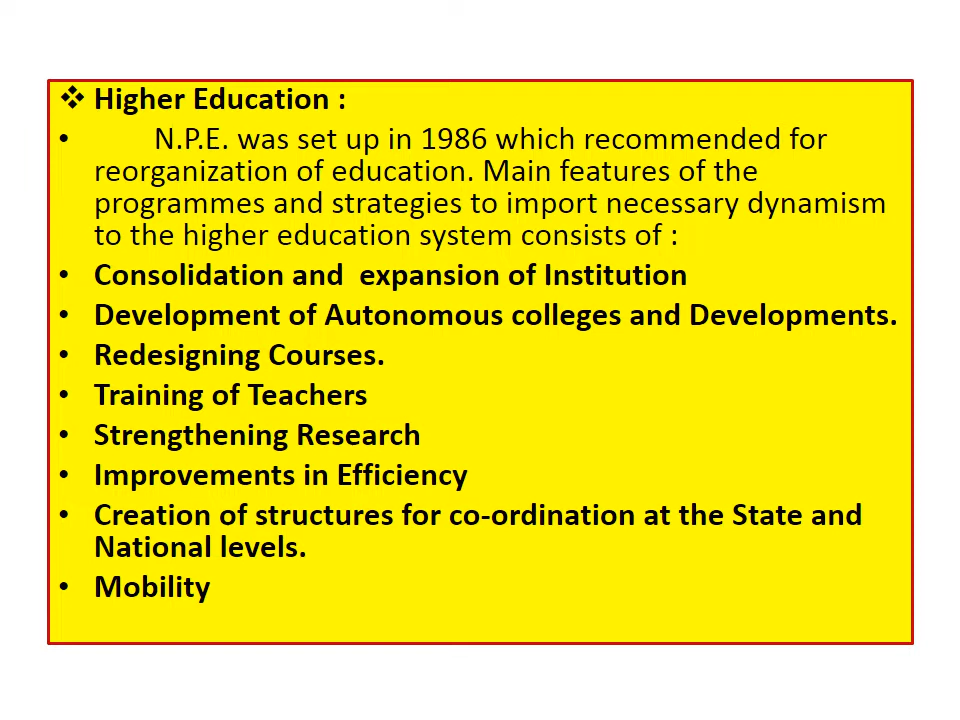 ❖ Higher Education :
• N.P.E. was set up in 1986 which recommended for
reorganization of education. Main features of the
programmes and strategies to import necessary dynamism
to the higher education system consists of :
• Consolidation and  expansion of Institution
• Development of Autonomous colleges and Developments.
• Redesigning Courses.
• Training of Teachers
• Strengthening Research
• Improvements in Efficiency
• Creation of structures for co-ordination at the State and
National levels.
• Mobility